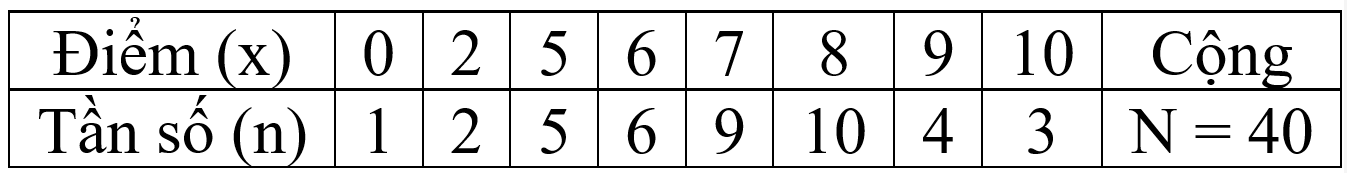 Điểm (x) 0 2 5 6 7 8 9 10 Cộng
Tần số (n) 1 2 5 6 9 10 4 3 N = 40